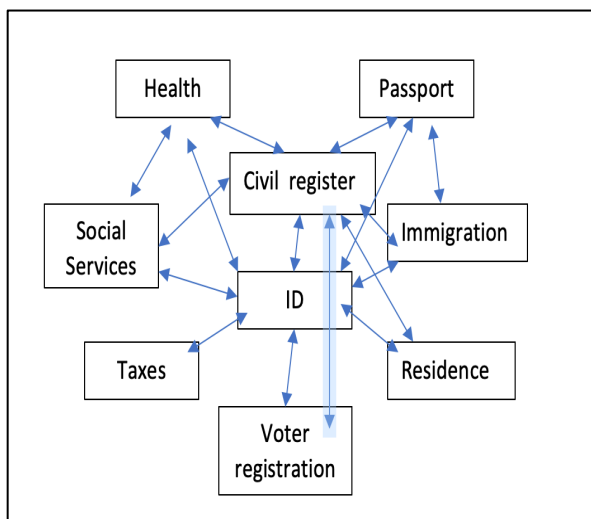 Health
Passport
Civil register
Social
Services
Immigration
ID
Taxes
Residence
Voter
registration